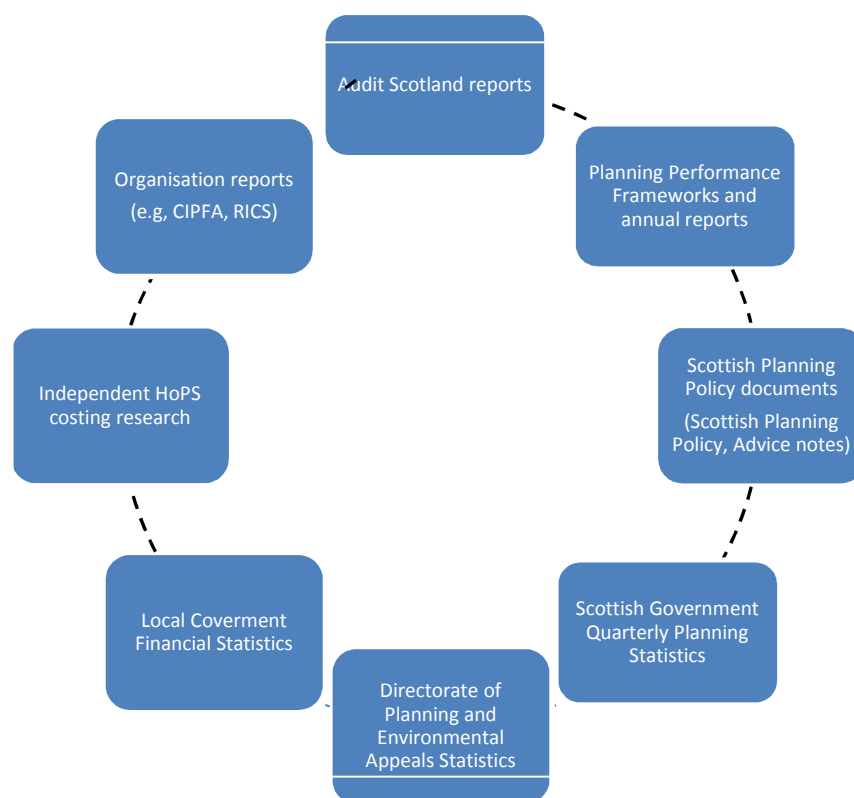 Audit Scotland reports
Planning Performance
Frameworks and
annual reports
Scottish Planning
Policy documents
(Scottish Planning
Policy, Advice notes)
Scottish Government
Quarterly Planning
Statistics
Directorate of
Planning and
Environmental
Appeals Statistics
Local Coverment
Financial Statistics
Independent HoPS
costing research
Organisation reports
(e.g, CIPFA, RICS)